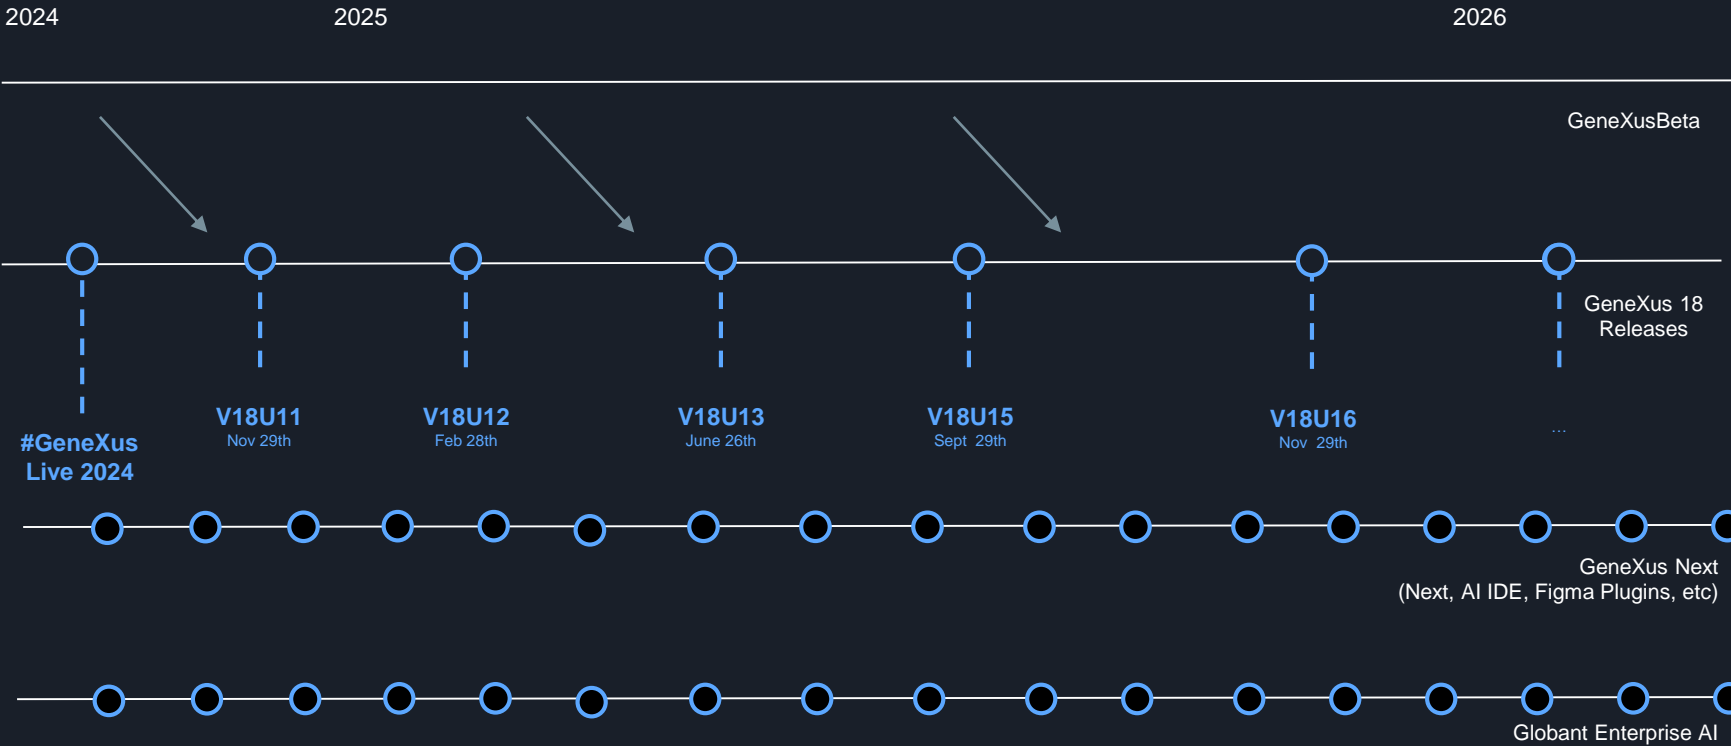 2024
2025
2026
GeneXusBeta
GeneXus 18
Releases
#GeneXus
Live 2024
V18U11
Nov 29th
V18U12
Feb 28th
V18U13
June 26th
V18U15
Sept 29th
V18U16
Nov 29th
...
GeneXus Next
(Next, AI IDE, Figma Plugins, etc)
Globant Enterprise AI